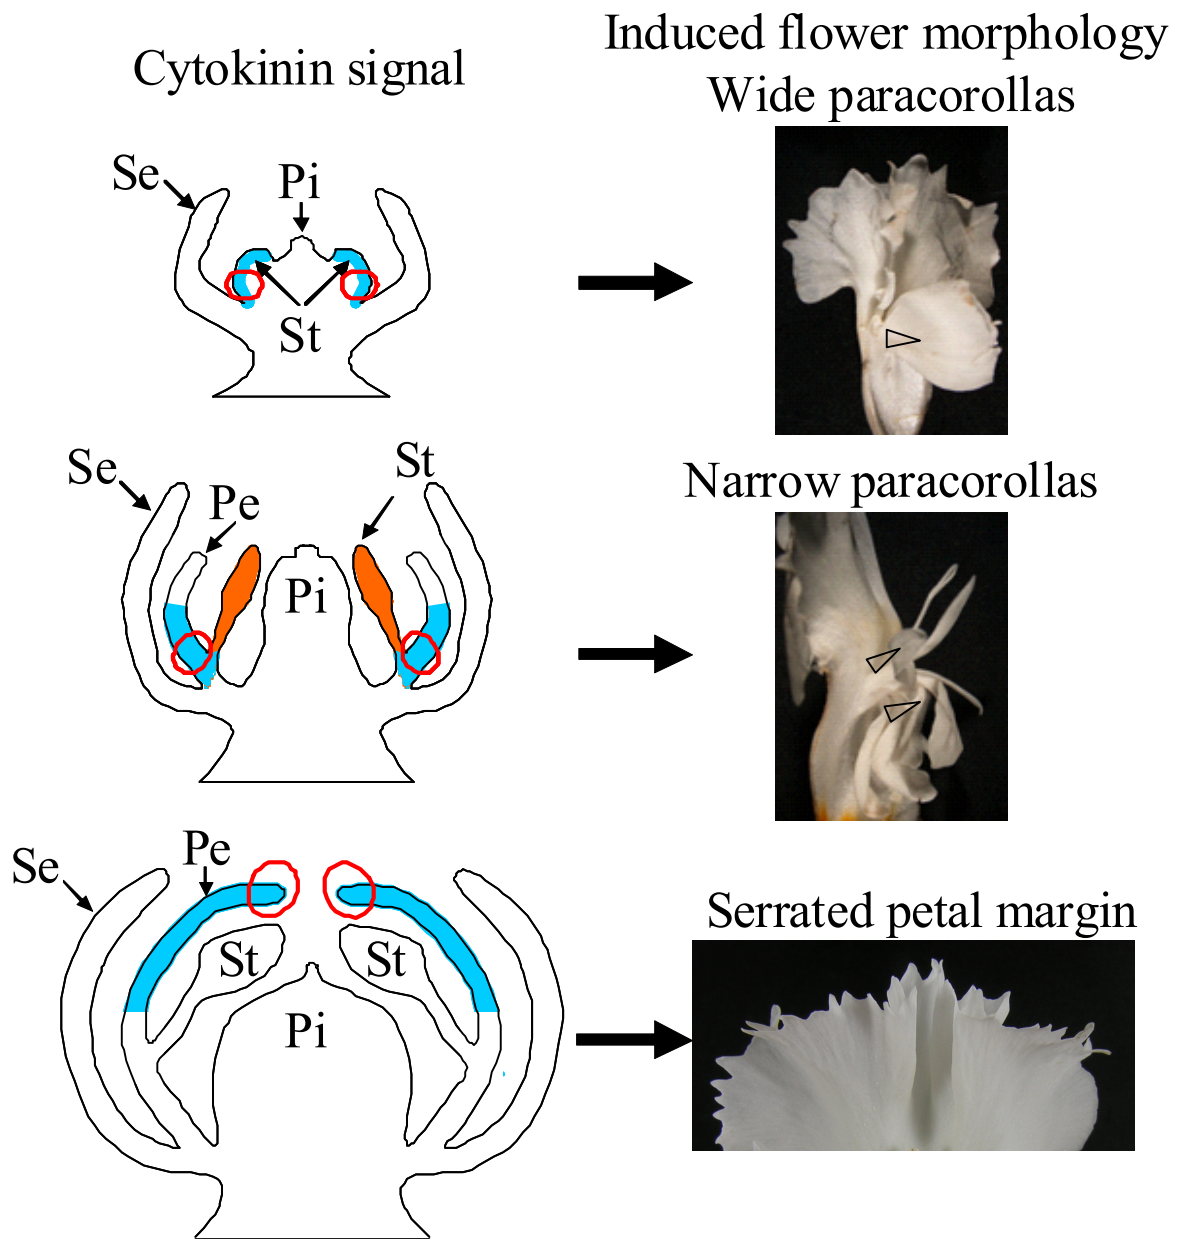 Cytokinin signal
Induced flower morphology
Wide paracorollas
Se
Pi
St
Narrow paracorollas
Se
Pe
St
Pi
Serrated petal margin
Se
Pe
St
St
Pi